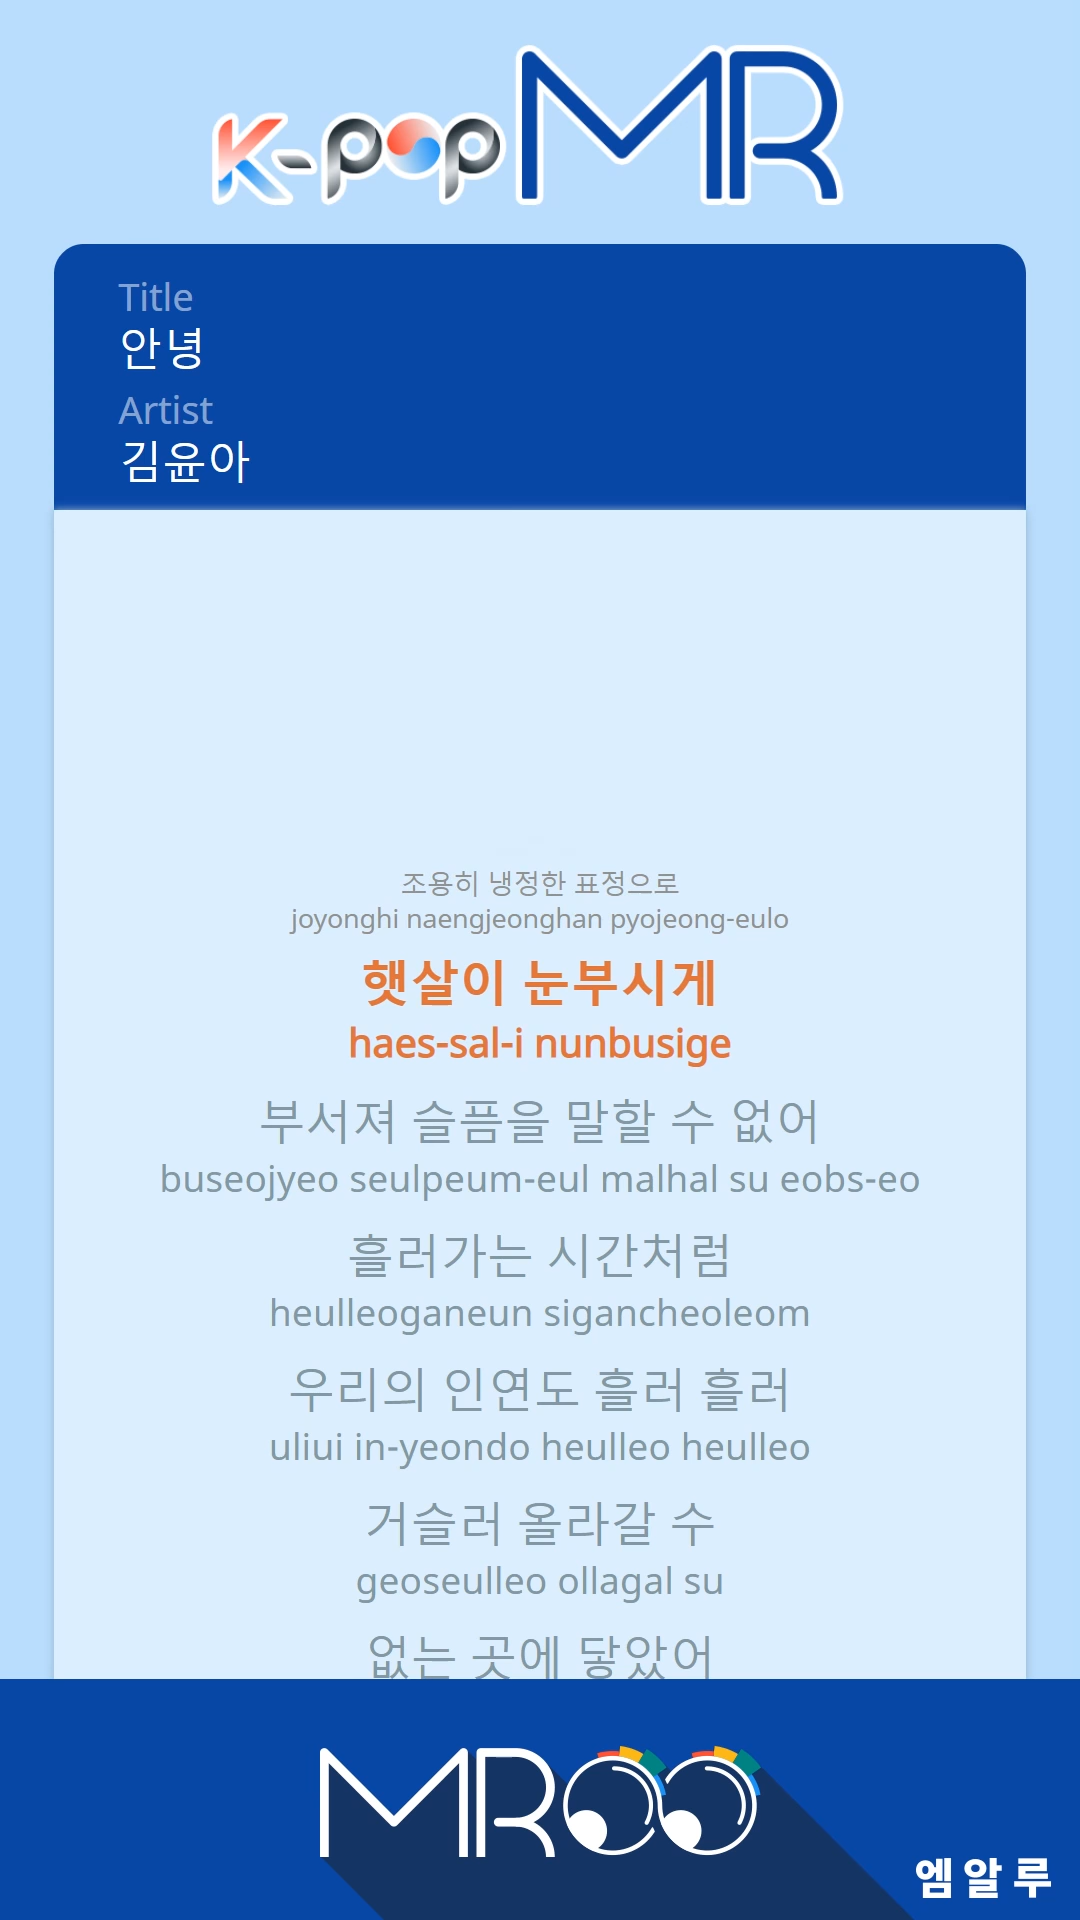 K-pop MR
Title
안녕
Artist
김윤아
조용히 냉정한 표정으로
joyonghi naengjeonghan pyojeong-eulo
햇살이 눈부시게
haes-sal-i nunbusige
부서져 슬픔을 말할 수 없어
buseojyeo seulpeum-eul malhal su eobs-eo
흘러가는 시간처럼
heulleoganeun sigancheoleom
우리의 인연도 흘러 흘러
uliui in-yeondo heulleo heulleo
거슬러 올라갈 수
geoseulleo ollagal su
없는 곳에 닿았어
MROO
엠알루